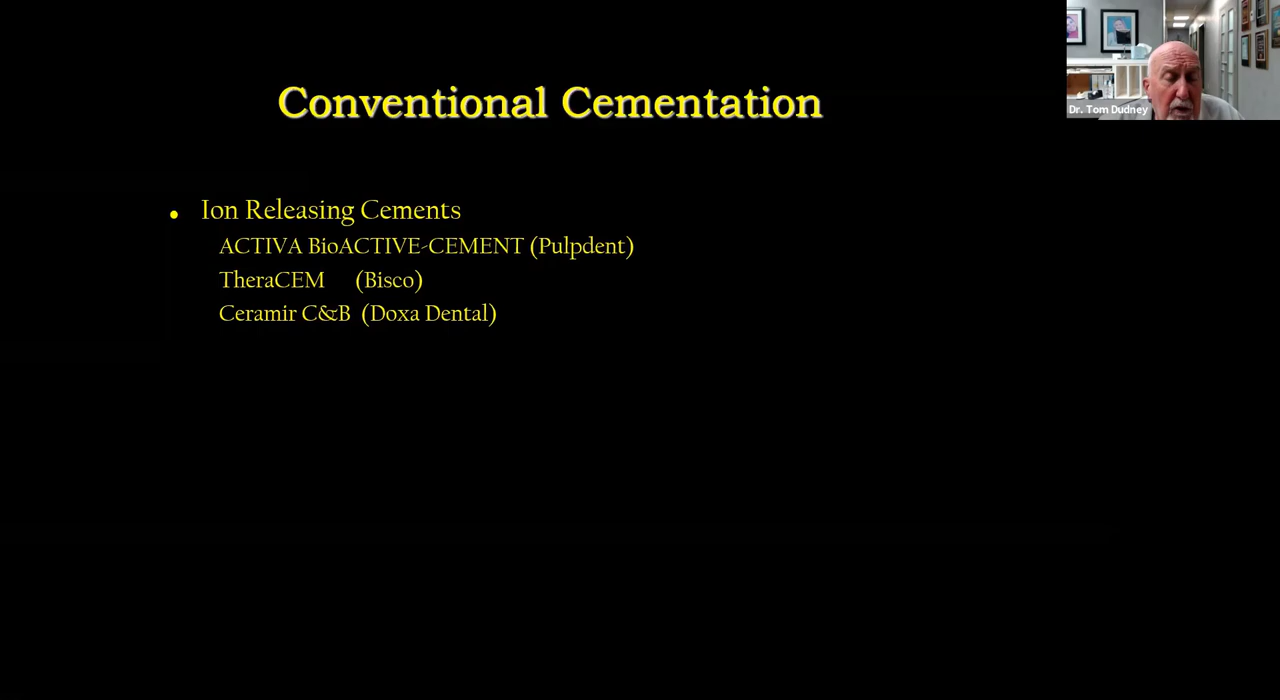 Conventional Cementation
Dr. Tom Dudney
• Ion Releasing Cements
ACTIVA BioACTIVE-CEMENT (Pulpdent)
TheraCEM (Bisco)
Ceramir C&B (Doxa Dental)